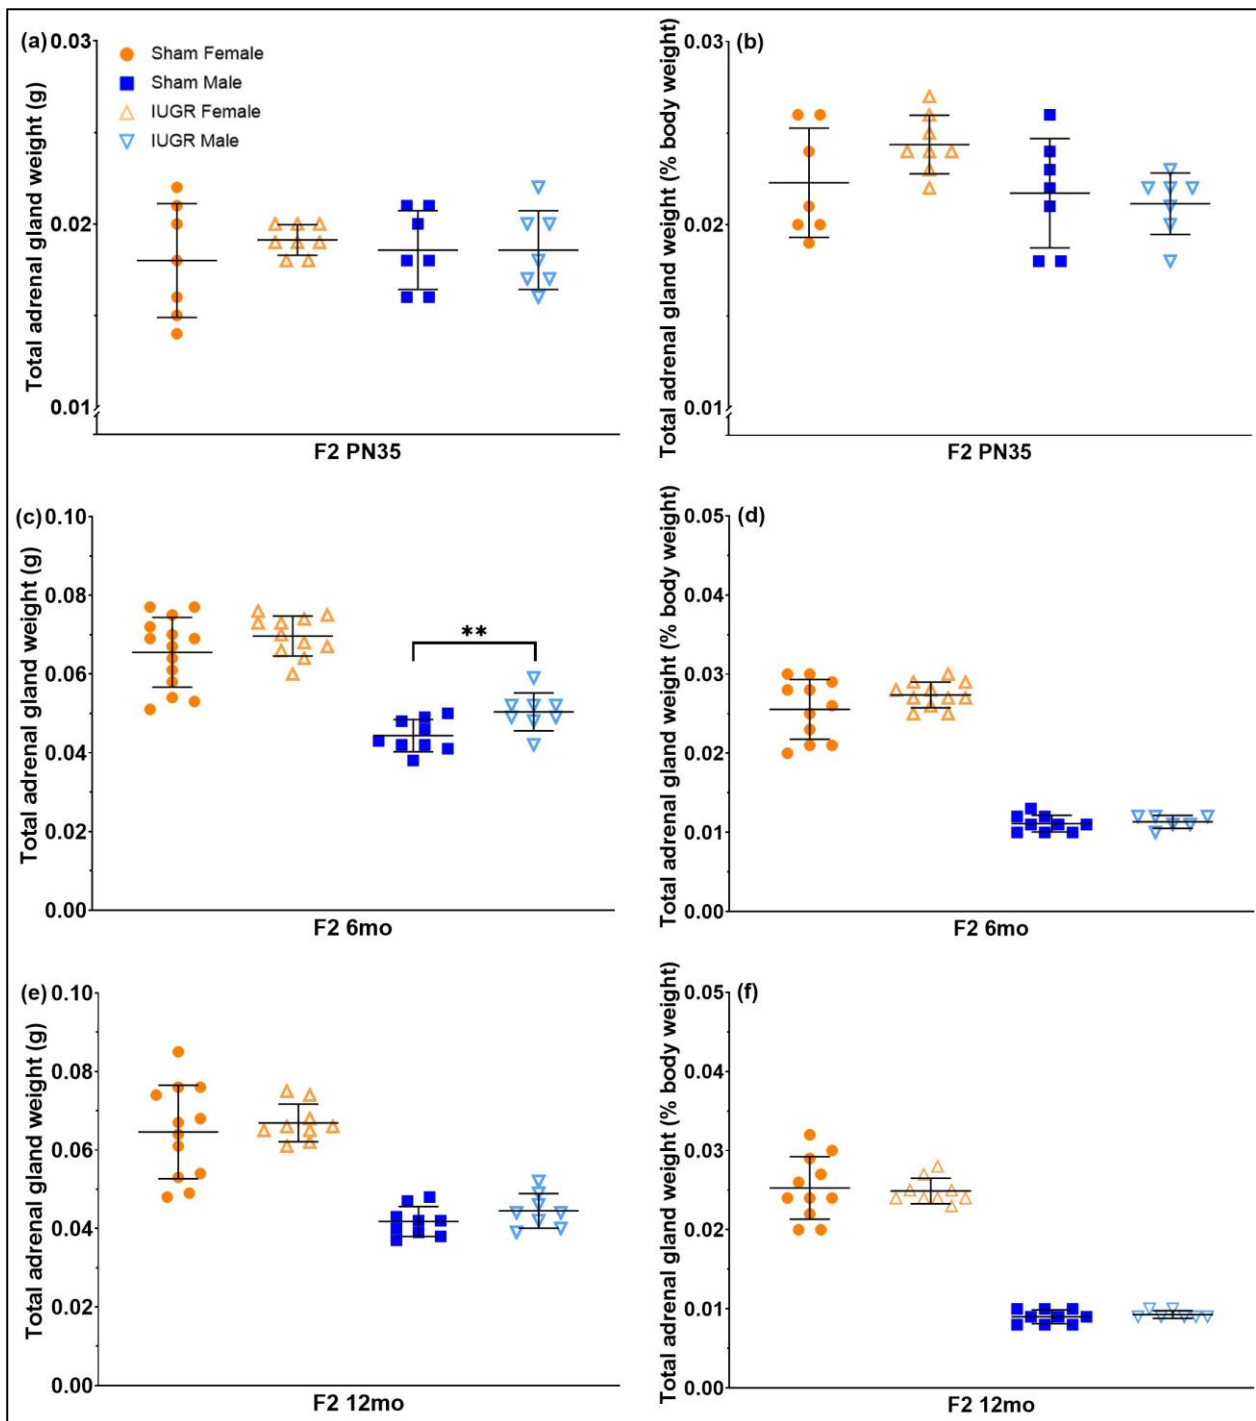 (a)
0.03
Sham Female
Sham Male
IUGR Female
IUGR Male
0.02
0.01
Total adrenal gland weight (g)
F2 PN35
(b)
0.03
0.02
0.01
Total adrenal gland weight (% body weight)
F2 PN35
(c)
0.10
0.08
0.06
0.04
0.02
0.00
**
Total adrenal gland weight (g)
F2 6mo
(d)
0.05
0.04
0.03
0.02
0.01
0.00
Total adrenal gland weight (% body weight)
F2 6mo
(e)
0.10
0.08
0.06
0.04
0.02
0.00
Total adrenal gland weight (g)
F2 12mo
(f)
0.05
0.04
0.03
0.02
0.01
0.00
Total adrenal gland weight (% body weight)
F2 12mo